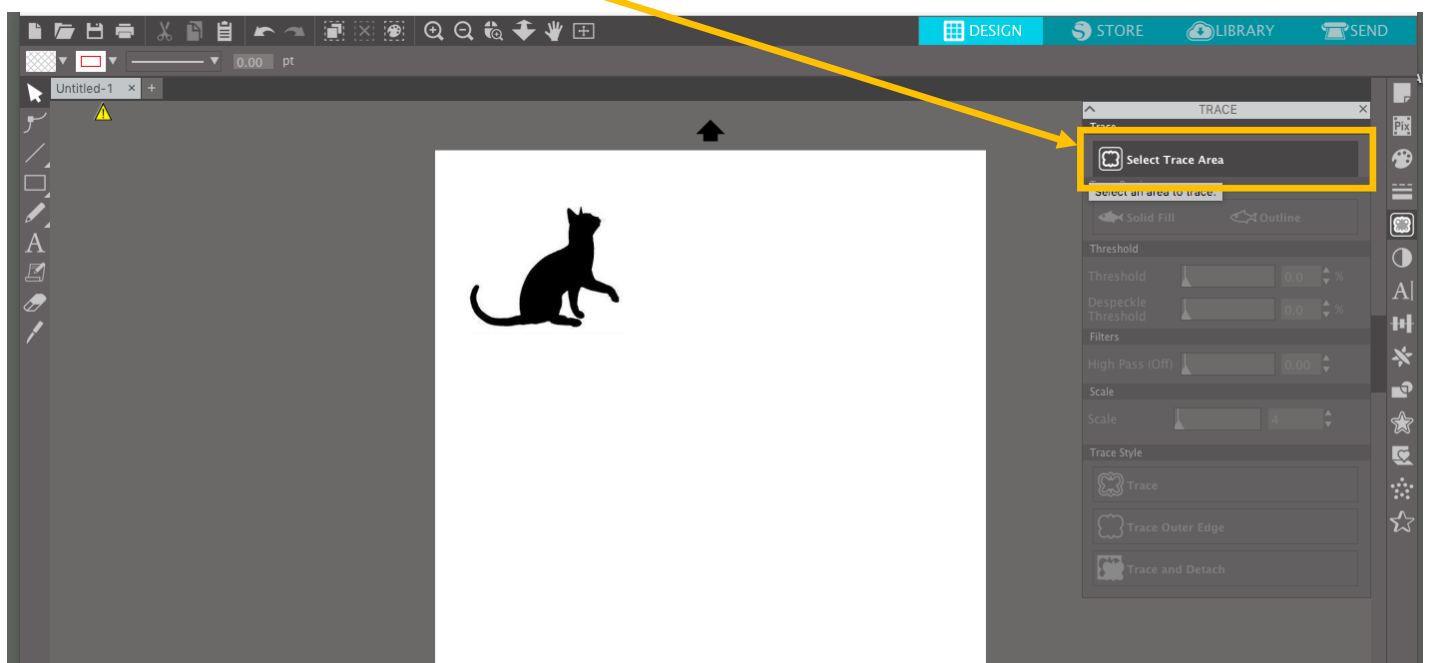 DESIGN STORE LIBRARY SEND
0.00 pt
Untitled-1 × +
TRACE ×
Trace
Pix
Select Trace Area
Select an area to trace.
Solid Fill Outline
A
Threshold
Threshold 0.0 %
Despeckle
Threshold 0.0 %
A
Filters
High Pass (Off) 0.00
Scale
Scale 4
Trace Style
Trace
Trace Outer Edge
Trace and Detach